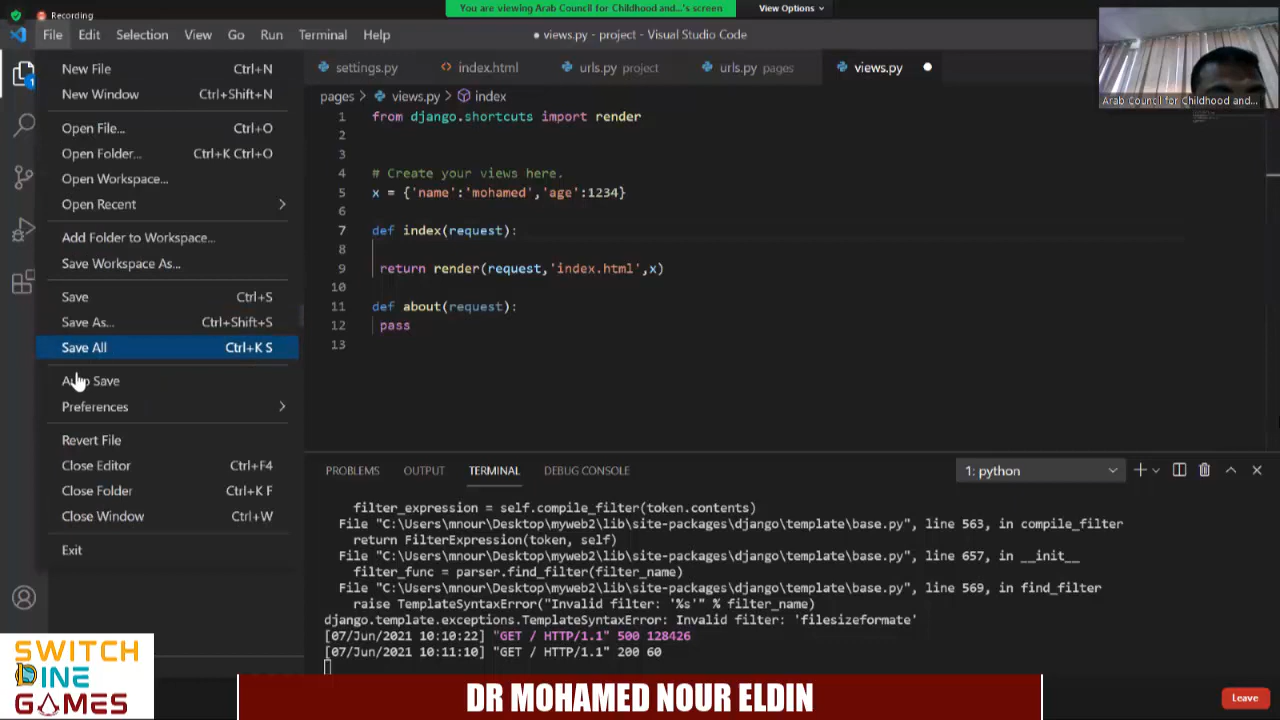 Recording
You are viewing Arab Council for Childhood and...'s screen
View Options
File Edit Selection View Go Run Terminal Help
● views.py - project - Visual Studio Code
settings.py
index.html
urls.py project
urls.py pages
views.py
Arab Council for Childhood and...
1
New File Ctrl+N
New Window Ctrl+Shift+N
Open File... Ctrl+O
Open Folder... Ctrl+K Ctrl+O
Open Workspace...
Open Recent
Add Folder to Workspace...
Save Workspace As...
Save Ctrl+S
Save As... Ctrl+Shift+S
Save All Ctrl+K S
Auto Save
Preferences
Revert File
Close Editor Ctrl+F4
Close Folder Ctrl+K F
Close Window Ctrl+W
Exit
pages > views.py > index
1 from django.shortcuts import render
2
3
4 # Create your views here.
5 x = {'name':'mohamed','age':1234}
6
7 def index(request):
8
9 return render(request,'index.html',x)
10
11 def about(request):
12 pass
13
PROBLEMS OUTPUT TERMINAL DEBUG CONSOLE
1: python
filter_expression = self.compile_filter(token.contents)
File "C:\Users\mnour\Desktop\myweb2\lib\site-packages\django\template\base.py", line 563, in compile_filter
return FilterExpression(token, self)
File "C:\Users\mnour\Desktop\myweb2\lib\site-packages\django\template\base.py", line 657, in __init__
filter_func = parser.find_filter(filter_name)
File "C:\Users\mnour\Desktop\myweb2\lib\site-packages\django\template\base.py", line 569, in find_filter
raise TemplateSyntaxError("Invalid filter: '%s'" % filter_name)
django.template.exceptions.TemplateSyntaxError: Invalid filter: 'filesizeformate'
[07/Jun/2021 10:10:22] "GET / HTTP/1.1" 500 128426
[07/Jun/2021 10:11:10] "GET / HTTP/1.1" 200 60
SWITCH
DINE
GAMES
DR MOHAMED NOUR ELDIN
Leave